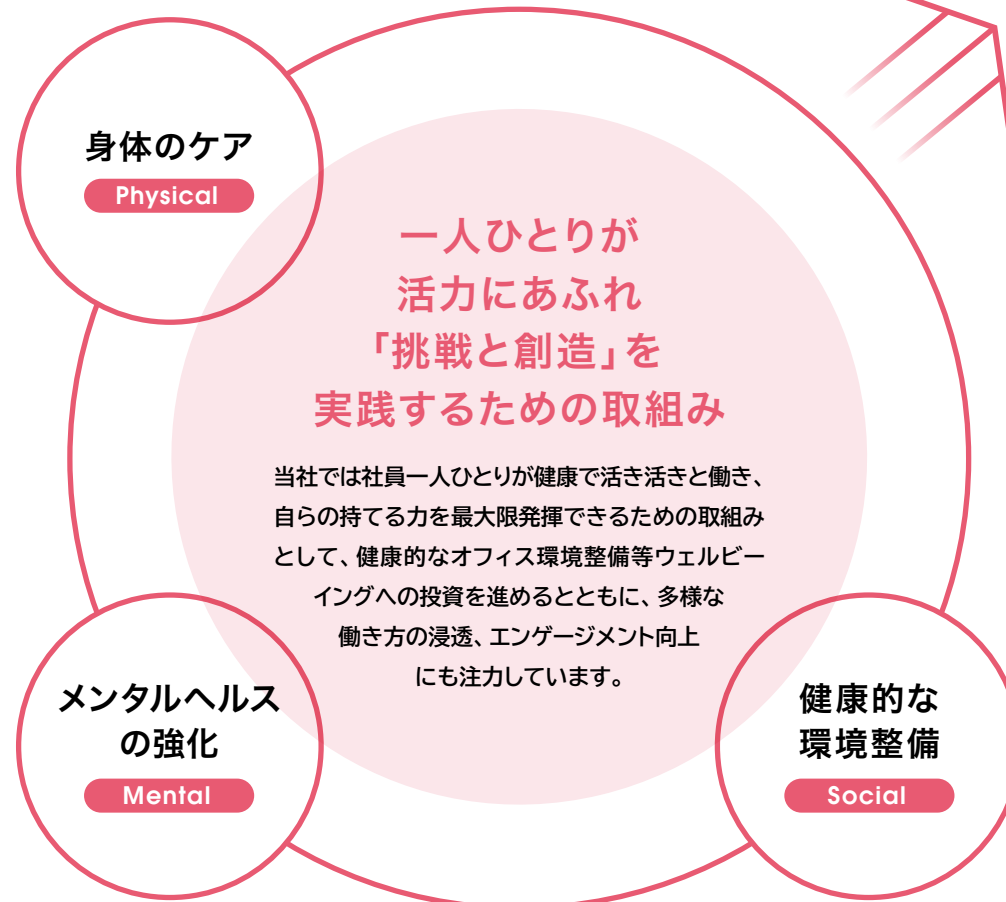 身体のケア
Physical
一人ひとりが
活力にあふれ
「挑戦と創造」を
実践するための取組み
当社では社員一人ひとりが健康で活き活きと働き、
自らの持てる力を最大限発揮できるための取組み
として、健康的なオフィス環境整備等ウェルビー
イングへの投資を進めるとともに、多様な
働き方の浸透、エンゲージメント向上
にも注力しています。
メンタルヘルス
の強化
Mental
健康的な
環境整備
Social